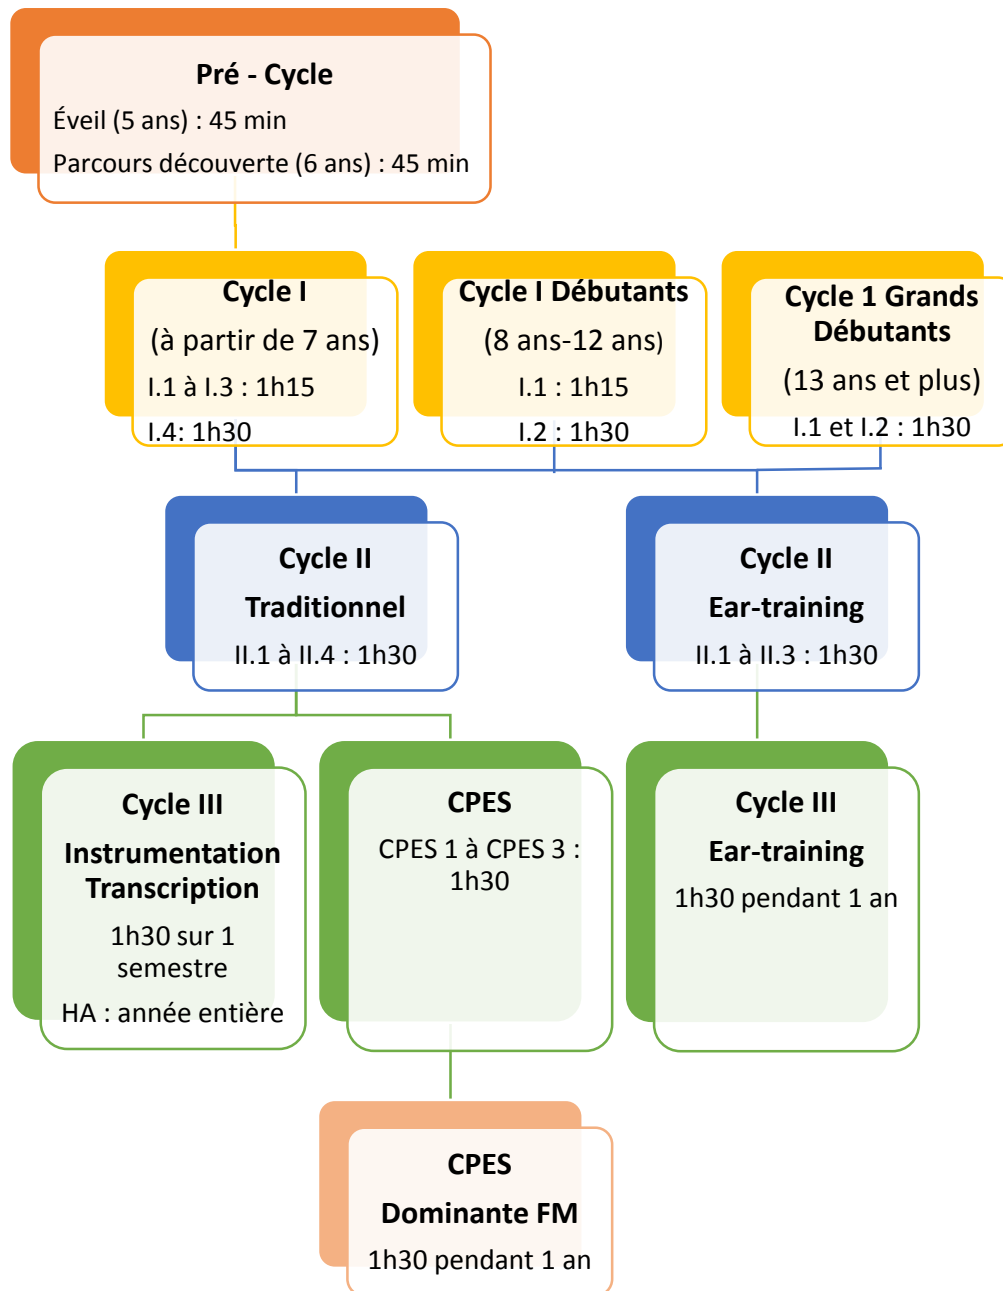 Pré - Cycle
Éveil (5 ans) : 45 min
Parcours découverte (6 ans) : 45 min
Cycle I
(à partir de 7 ans)
I.1 à I.3 : 1h15
I.4: 1h30
Cycle I Débutants
(8 ans-12 ans)
I.1 : 1h15
I.2 : 1h30
Cycle 1 Grands
Débutants
(13 ans et plus)
I.1 et I.2 : 1h30
Cycle II
Traditionnel
II.1 à II.4 : 1h30
Cycle II
Ear-training
II.1 à II.3 : 1h30
Cycle III
Instrumentation
Transcription
1h30 sur 1
semestre
HA : année entière
CPES
CPES 1 à CPES 3 :
1h30
Cycle III
Ear-training
1h30 pendant 1 an
CPES
Dominante FM
1h30 pendant 1 an